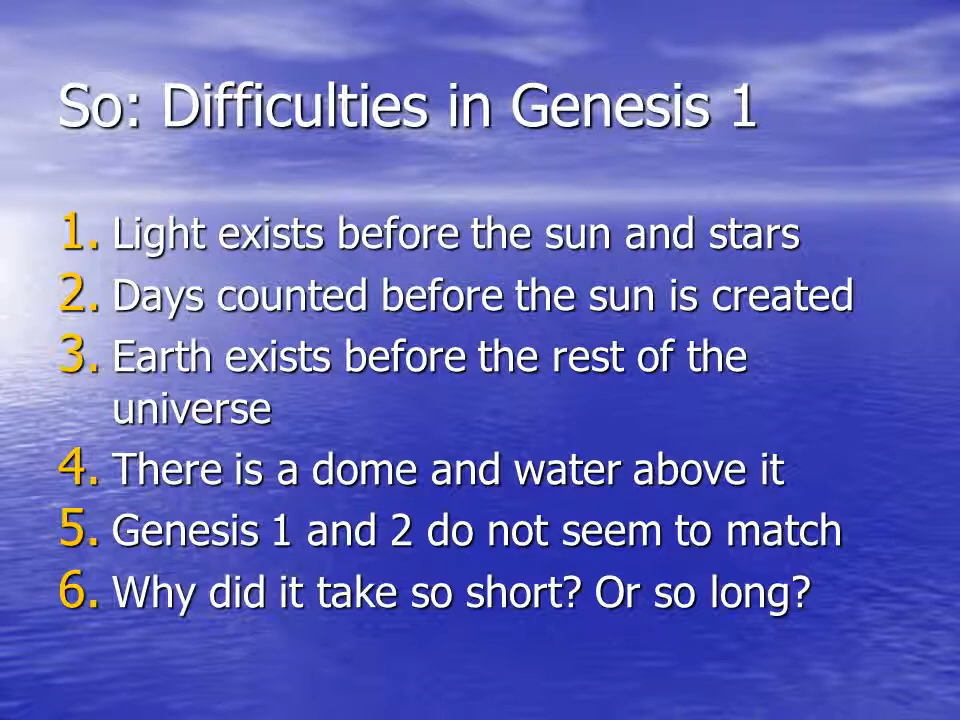 So: Difficulties in Genesis 1
1. Light exists before the sun and stars
2. Days counted before the sun is created
3. Earth exists before the rest of the
universe
4. There is a dome and water above it
5. Genesis 1 and 2 do not seem to match
6. Why did it take so short? Or so long?